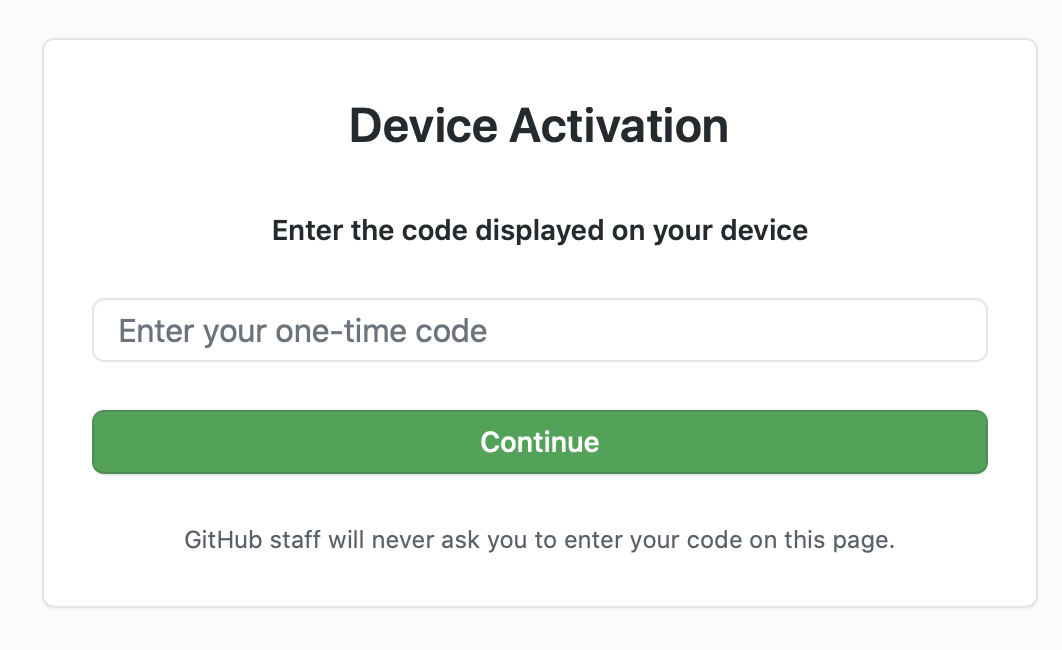 Device Activation
Enter the code displayed on your device
Enter your one-time code
Continue
GitHub staff will never ask you to enter your code on this page.